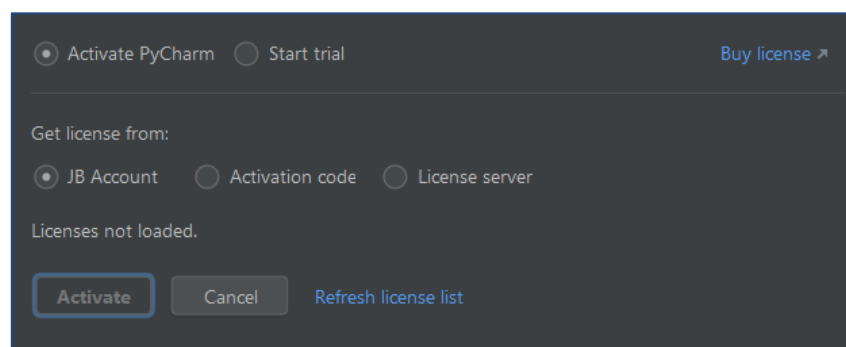 Activate PyCharm Start trial Buy license ↗
Get license from:
JB Account Activation code License server
Licenses not loaded.
Activate Cancel Refresh license list